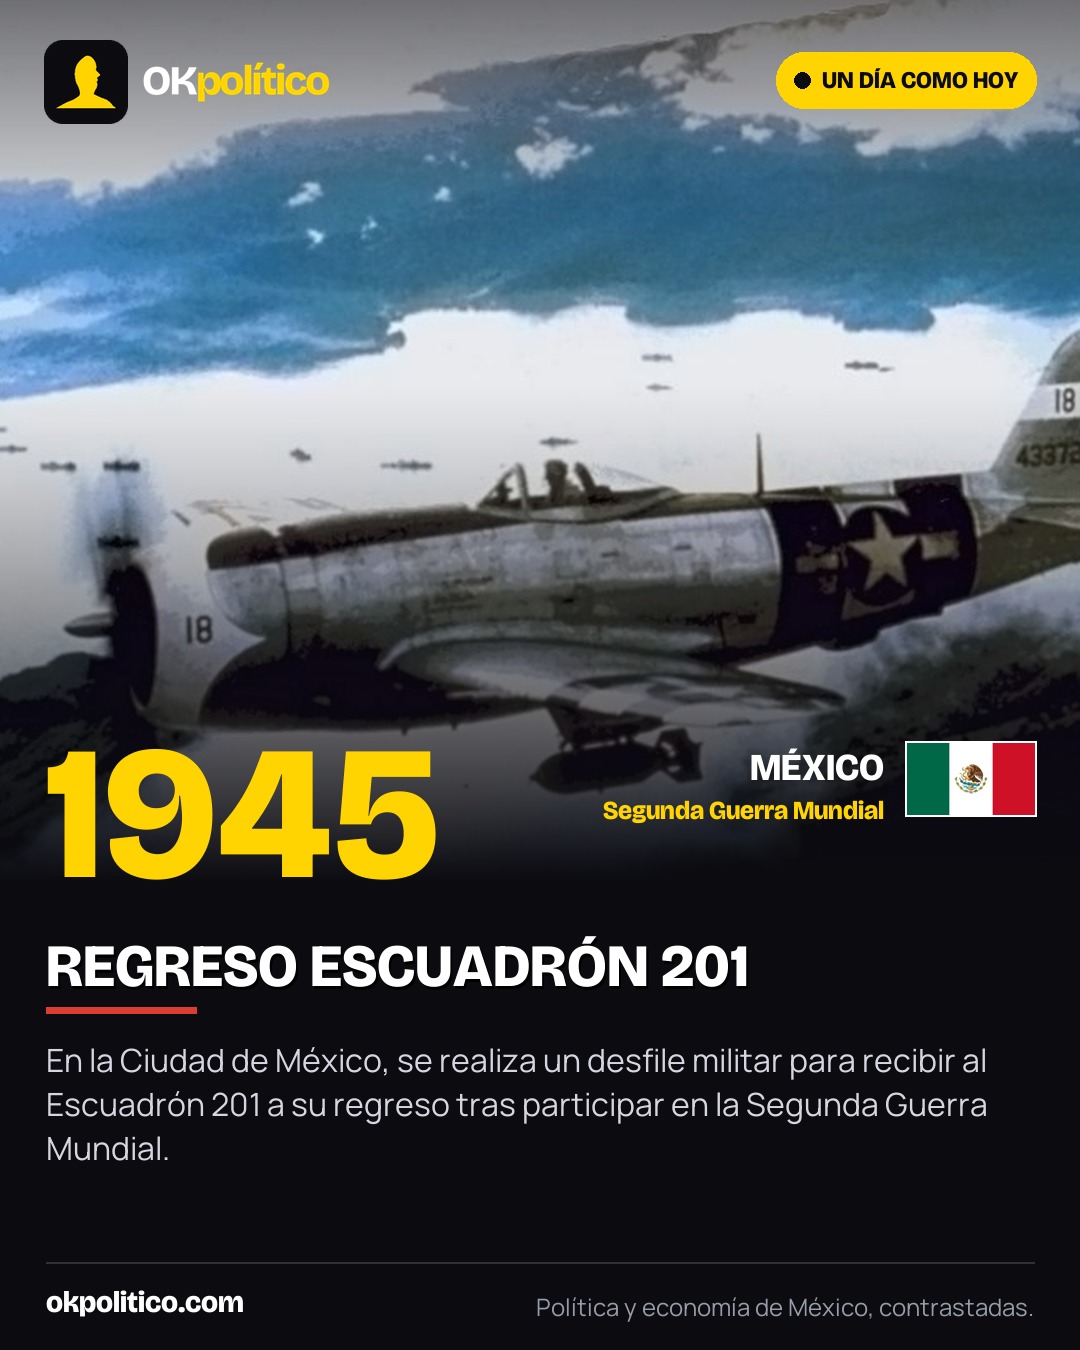 OKpolítico
UN DÍA COMO HOY
18
43372
18
1945
MÉXICO
Segunda Guerra Mundial
REGRESO ESCUADRÓN 201
En la Ciudad de México, se realiza un desfile militar para recibir al
Escuadrón 201 a su regreso tras participar en la Segunda Guerra
Mundial.
okpolitico.com
Política y economía de México, contrastadas.